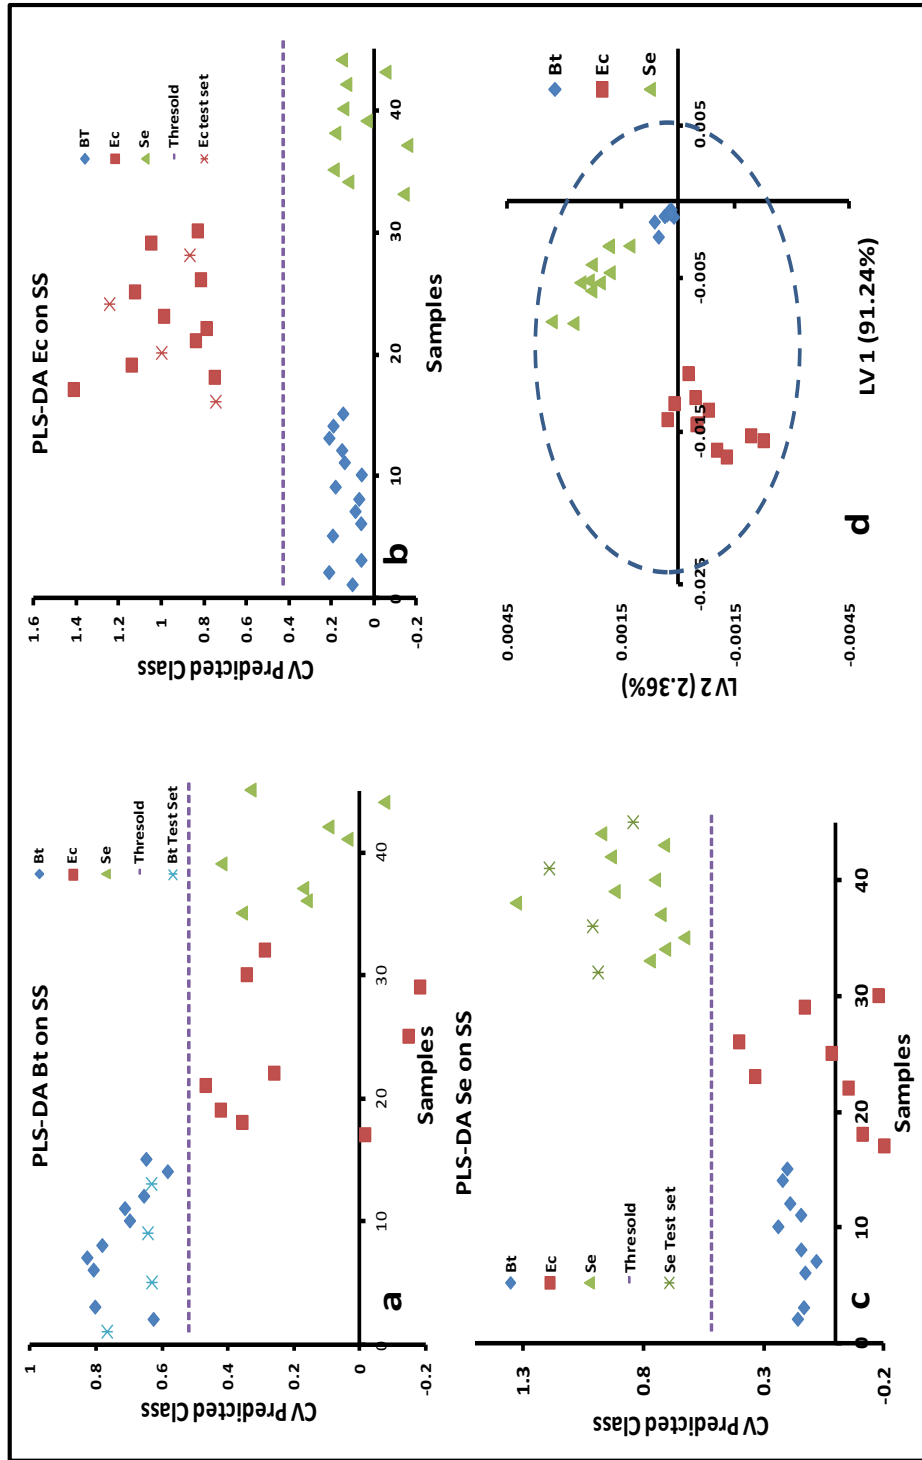 PLS-DA Bt on SS
CV Predicted Class
1
0.8
0.6
0.4
0.2
0
-0.2
0
10
20
30
40
Samples
Bt
Ec
Se
Thresold
Bt Test Set
a
PLS-DA Ec on SS
CV Predicted Class
1.6
1.4
1.2
1
0.8
0.6
0.4
0.2
0
-0.2
0
10
20
30
40
Samples
BT
Ec
Se
Thresold
Ec test set
b
PLS-DA Se on SS
CV Predicted Class
1.3
0.8
0.3
-0.2
0
10
20
30
40
Samples
Bt
Ec
Se
Thresold
Se Test set
c
LV 2 (2.36%)
0.0045
0.0015
-0.0015
-0.0045
-0.025
-0.015
-0.005
0.005
LV 1 (91.24%)
Bt
Ec
Se
d